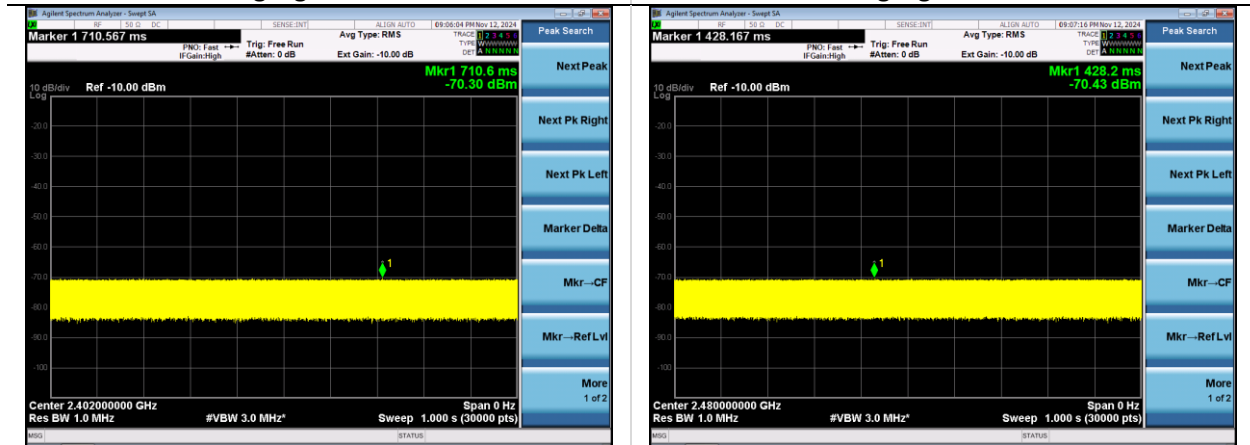 Agilent Spectrum Analyzer - Swept SA
RF 50 Ω DC SENSE:INT ALIGN AUTO 09:06:04 PM Nov 12, 2024
Marker 1 710.567 ms
PNO: Fast
IFGain:High
Trig: Free Run
#Atten: 0 dB
Avg Type: RMS
Ext Gain: -10.00 dB
TRACE 1 2 3 4 5 6
TYPE WWWWWW
DET A N N N N N
Mkr1 710.6 ms
-70.30 dBm
10 dB/div Ref -10.00 dBm
Log
-20.0
-30.0
-40.0
-50.0
-60.0
1
-70.0
-80.0
-90.0
-100
Center 2.402000000 GHz Span 0 Hz
Res BW 1.0 MHz #VBW 3.0 MHz* Sweep 1.000 s (30000 pts)
MSG STATUS
Peak Search
Next Peak
Next Pk Right
Next Pk Left
Marker Delta
Mkr→CF
Mkr→Ref Lvl
More
1 of 2
Agilent Spectrum Analyzer - Swept SA
RF 50 Ω DC SENSE:INT ALIGN AUTO 09:07:16 PM Nov 12, 2024
Marker 1 428.167 ms
PNO: Fast
IFGain:High
Trig: Free Run
#Atten: 0 dB
Avg Type: RMS
Ext Gain: -10.00 dB
TRACE 1 2 3 4 5 6
TYPE WWWWWW
DET A N N N N N
Mkr1 428.2 ms
-70.43 dBm
10 dB/div Ref -10.00 dBm
Log
-20.0
-30.0
-40.0
-50.0
-60.0
1
-70.0
-80.0
-90.0
-100
Center 2.480000000 GHz Span 0 Hz
Res BW 1.0 MHz #VBW 3.0 MHz* Sweep 1.000 s (30000 pts)
MSG STATUS
Peak Search
Next Peak
Next Pk Right
Next Pk Left
Marker Delta
Mkr→CF
Mkr→Ref Lvl
More
1 of 2